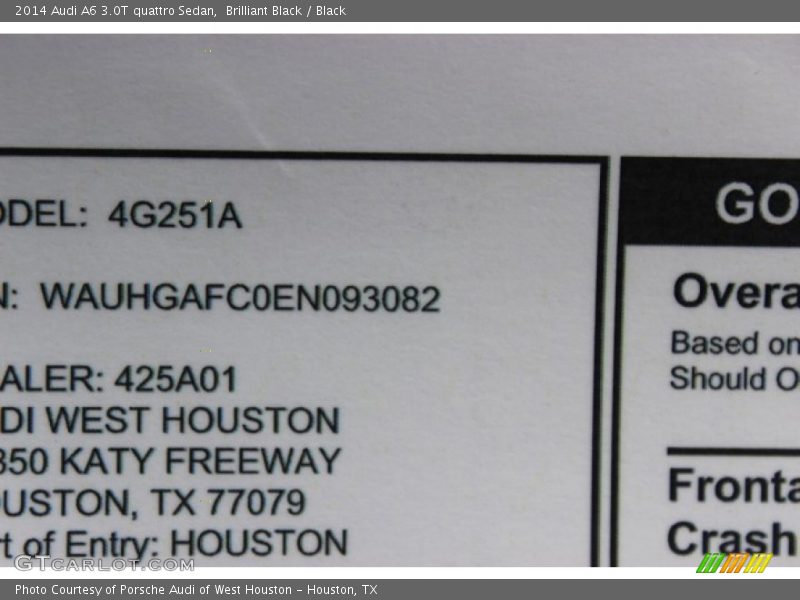 2014 Audi A6 3.0T quattro Sedan,  Brilliant Black / Black
ODEL: 4G251A
N: WAUHGAFC0EN093082
ALER: 425A01
DI WEST HOUSTON
350 KATY FREEWAY
OUSTON, TX 77079
rt of Entry: HOUSTON
GO
Overa
Based on
Should O
Fronta
Crash
GTCARLOT.COM
Photo Courtesy of Porsche Audi of West Houston – Houston, TX